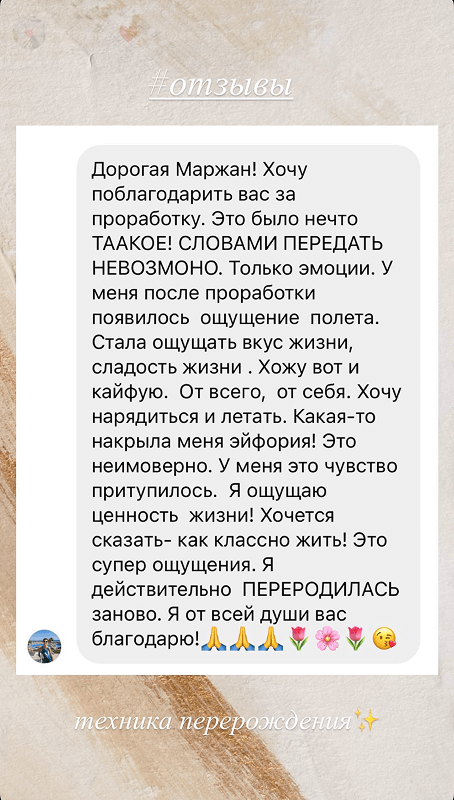 #отзывы
Дорогая Маржан! Хочу
поблагодарить вас за
проработку. Это было нечто
ТААКОЕ! СЛОВАМИ ПЕРЕДАТЬ
НЕВОЗМОНО. Только эмоции. У
меня после проработки
появилось  ощущение  полета.
Стала ощущать вкус жизни,
сладость жизни . Хожу вот и
кайфую.  От всего,  от себя. Хочу
нарядиться и летать. Какая-то
накрыла меня эйфория! Это
неимоверно. У меня это чувство
притупилось.  Я ощущаю
ценность  жизни! Хочется
сказать- как классно жить! Это
супер ощущения. Я
действительно  ПЕРЕРОДИЛАСЬ
заново. Я от всей души вас
благодарю!🙏🙏🙏🌷🌸🌷😘
техника перерождения✨